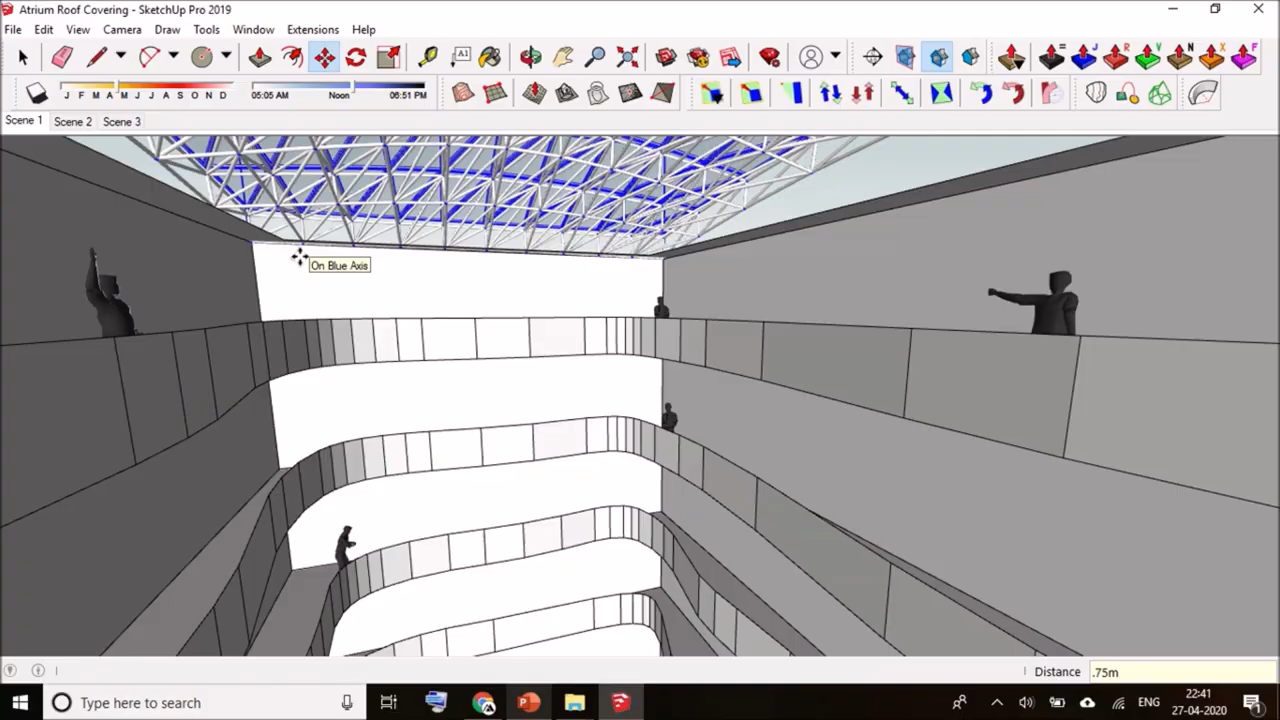 Atrium Roof Covering - SketchUp Pro 2019
File Edit View Camera Draw Tools Window Extensions Help
A1
= J R V N X F
J F M A M J J A S O N D
05:05 AM Noon 06:51 PM
Scene 1 Scene 2 Scene 3
On Blue Axis
Distance .75m
Type here to search
ENG
22:41
27-04-2020
1